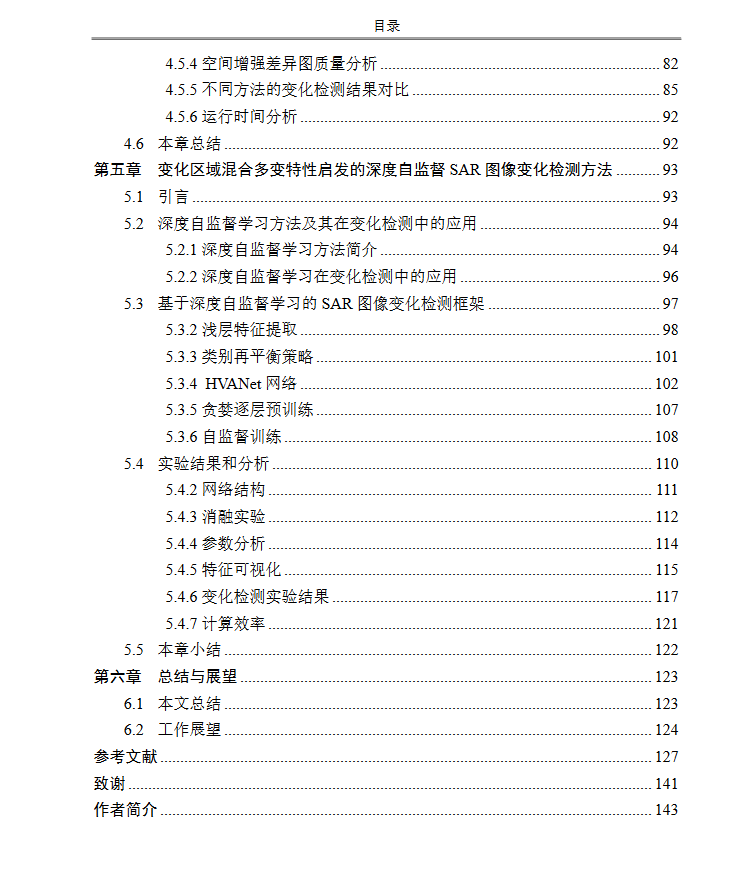 目录
4.5.4 空间增强差异图质量分析 ........ 82
4.5.5 不同方法的变化检测结果对比 ........ 85
4.5.6 运行时间分析 ........ 92
4.6 本章总结 ........ 92
第五章 变化区域混合多变特性启发的深度自监督 SAR 图像变化检测方法 ........ 93
5.1 引言 ........ 93
5.2 深度自监督学习方法及其在变化检测中的应用 ........ 94
5.2.1 深度自监督学习方法简介 ........ 94
5.2.2 深度自监督学习在变化检测中的应用 ........ 96
5.3 基于深度自监督学习的 SAR 图像变化检测框架 ........ 97
5.3.2 浅层特征提取 ........ 98
5.3.3 类别再平衡策略 ........ 101
5.3.4 HVANet 网络 ........ 102
5.3.5 贪婪逐层预训练 ........ 107
5.3.6 自监督训练 ........ 108
5.4 实验结果和分析 ........ 110
5.4.2 网络结构 ........ 111
5.4.3 消融实验 ........ 112
5.4.4 参数分析 ........ 114
5.4.5 特征可视化 ........ 115
5.4.6 变化检测实验结果 ........ 117
5.4.7 计算效率 ........ 121
5.5 本章小结 ........ 122
第六章 总结与展望 ........ 123
6.1 本文总结 ........ 123
6.2 工作展望 ........ 124
参考文献 ........ 127
致谢 ........ 141
作者简介 ........ 143